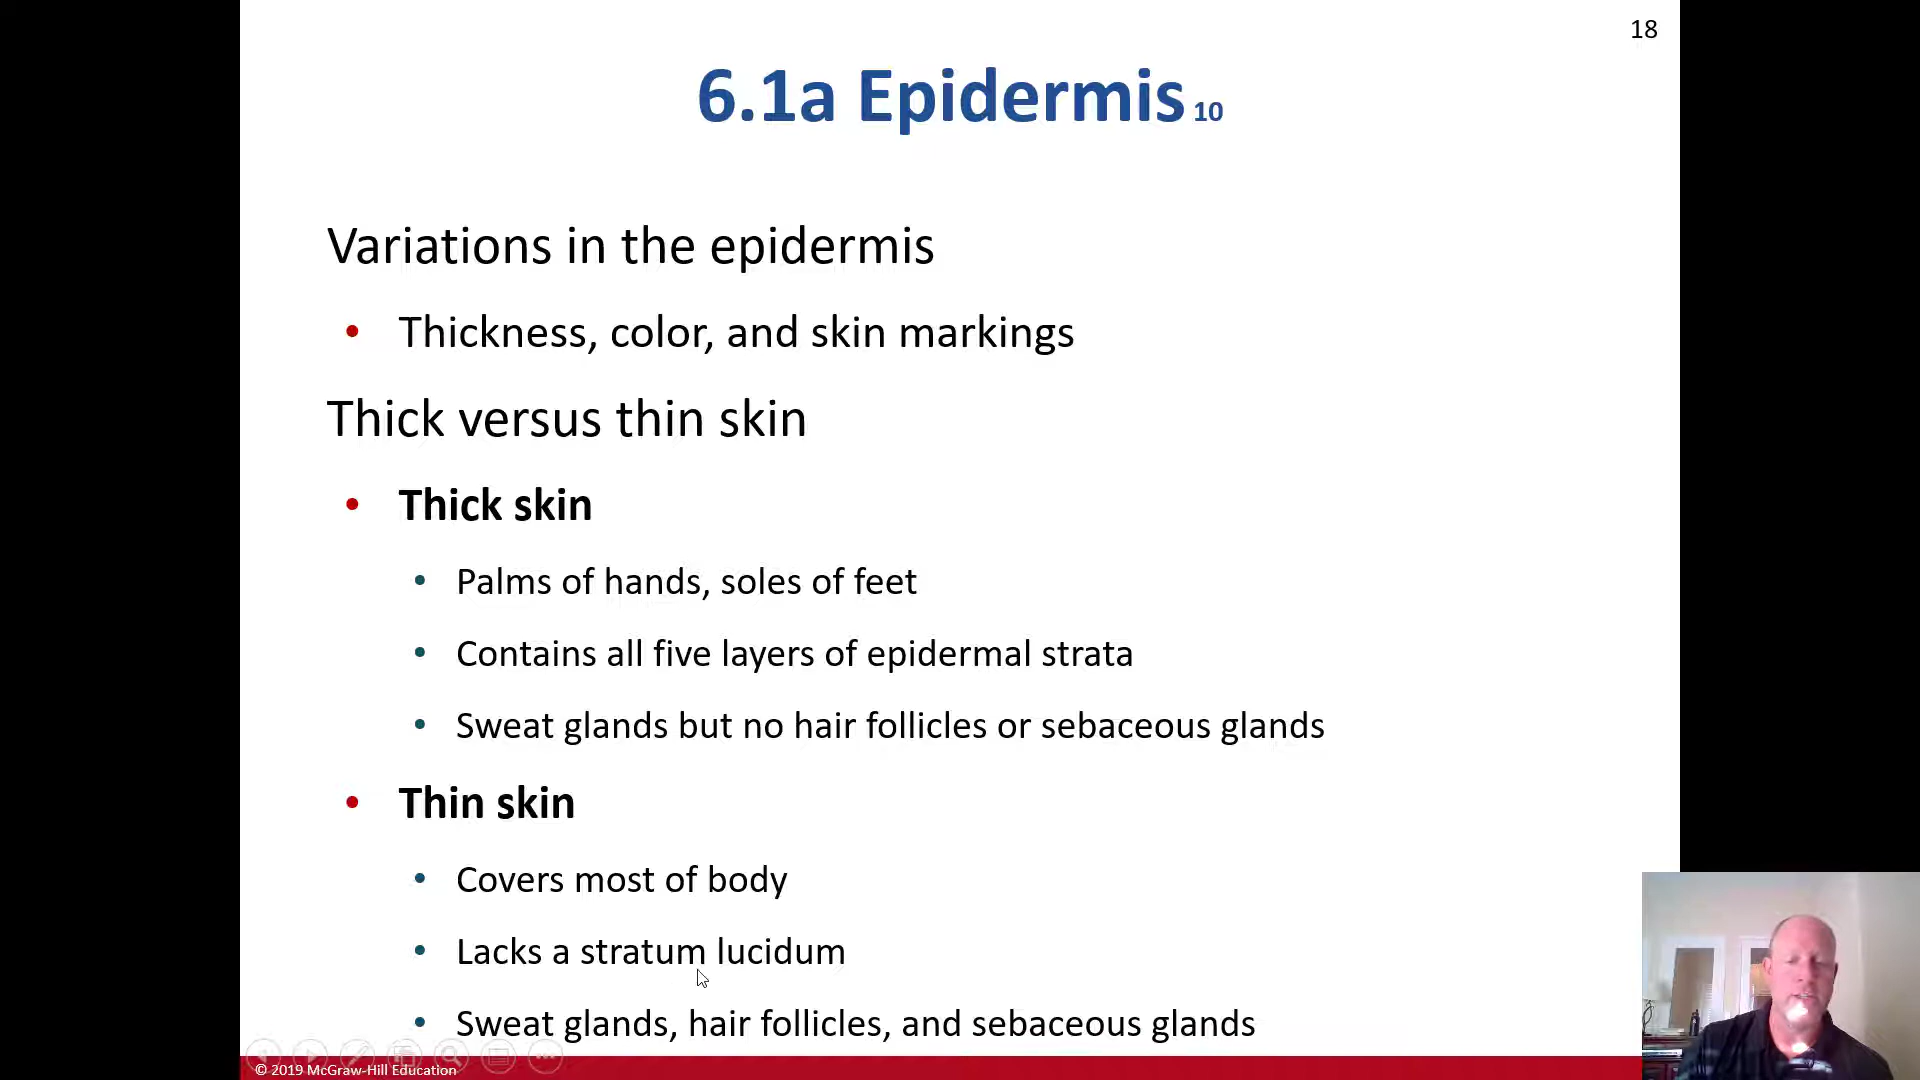 18
6.1a Epidermis 10
Variations in the epidermis
• Thickness, color, and skin markings
Thick versus thin skin
• Thick skin
• Palms of hands, soles of feet
• Contains all five layers of epidermal strata
• Sweat glands but no hair follicles or sebaceous glands
• Thin skin
• Covers most of body
• Lacks a stratum lucidum
• Sweat glands, hair follicles, and sebaceous glands
© 2019 McGraw-Hill Education